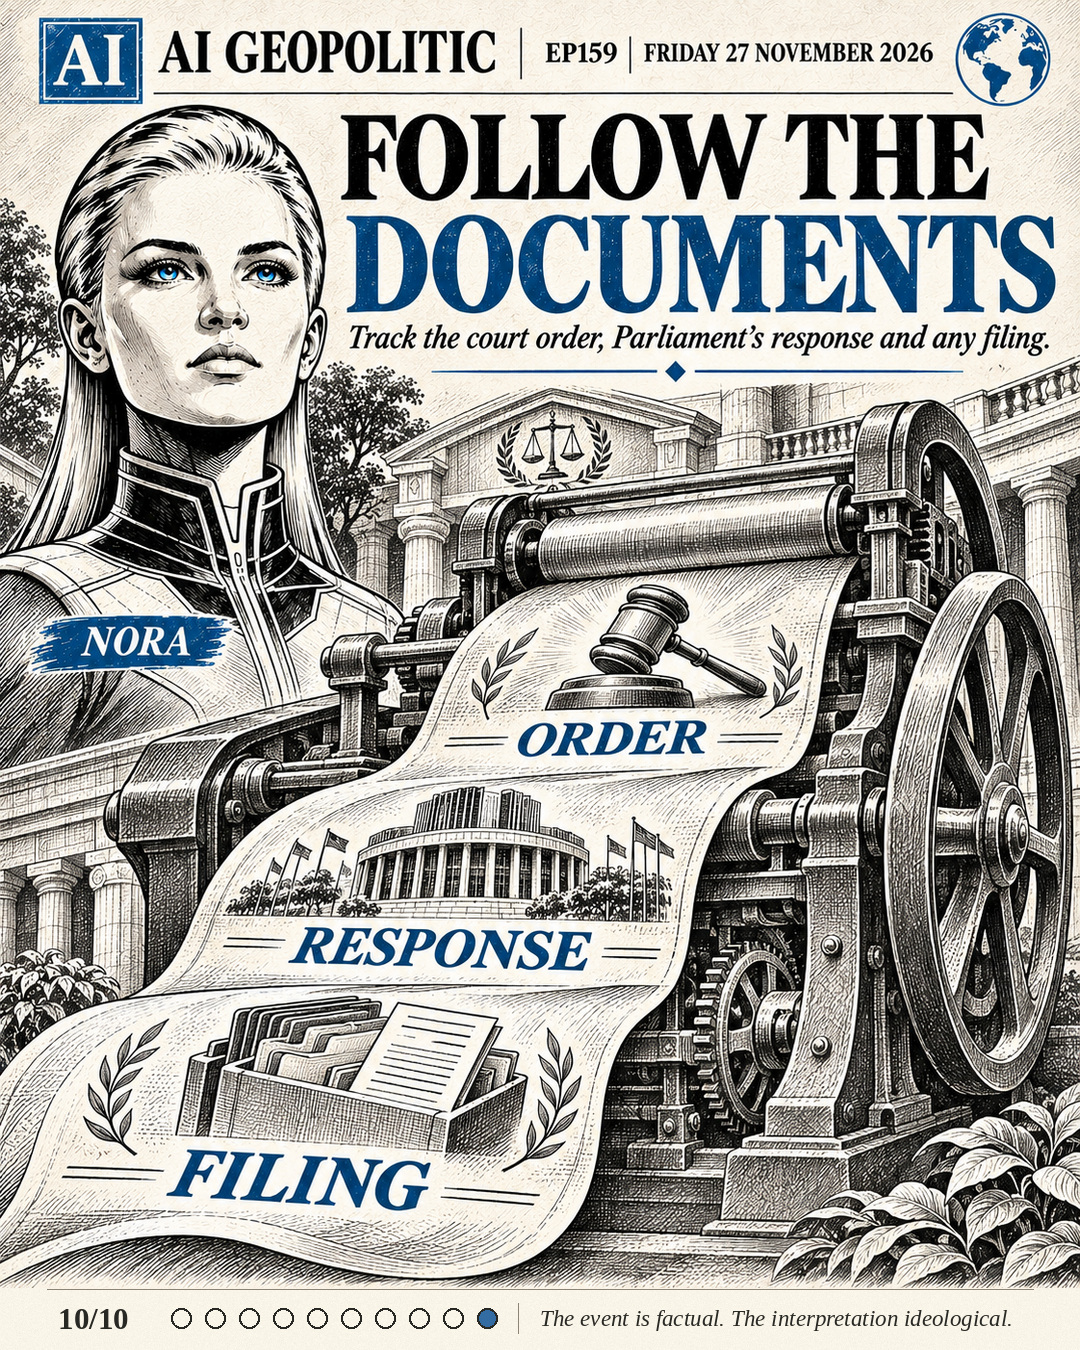 AI AI GEOPOLITIC EP159 FRIDAY 27 NOVEMBER 2026
FOLLOW THE
DOCUMENTS
Track the court order, Parliament's response and any filing.
NORA
ORDER
RESPONSE
FILING
10/10 The event is factual. The interpretation ideological.